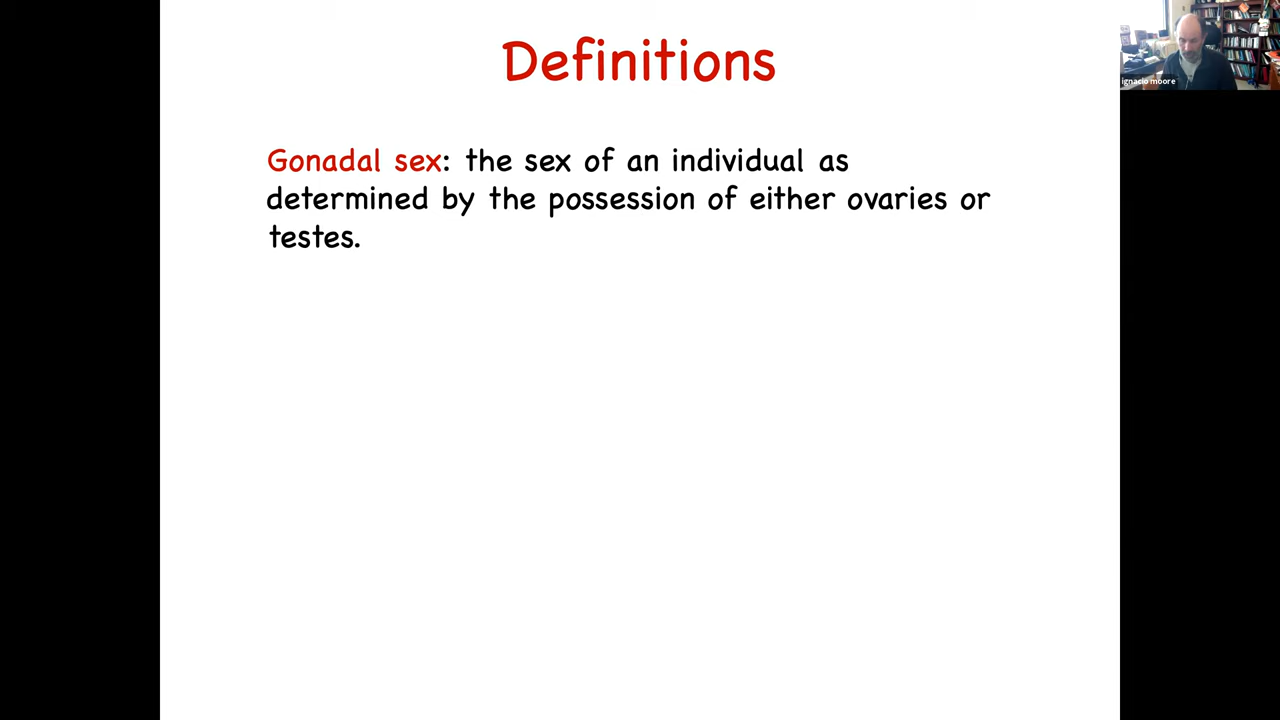 Definitions
ignacio moore
Gonadal sex: the sex of an individual as
determined by the possession of either ovaries or
testes.